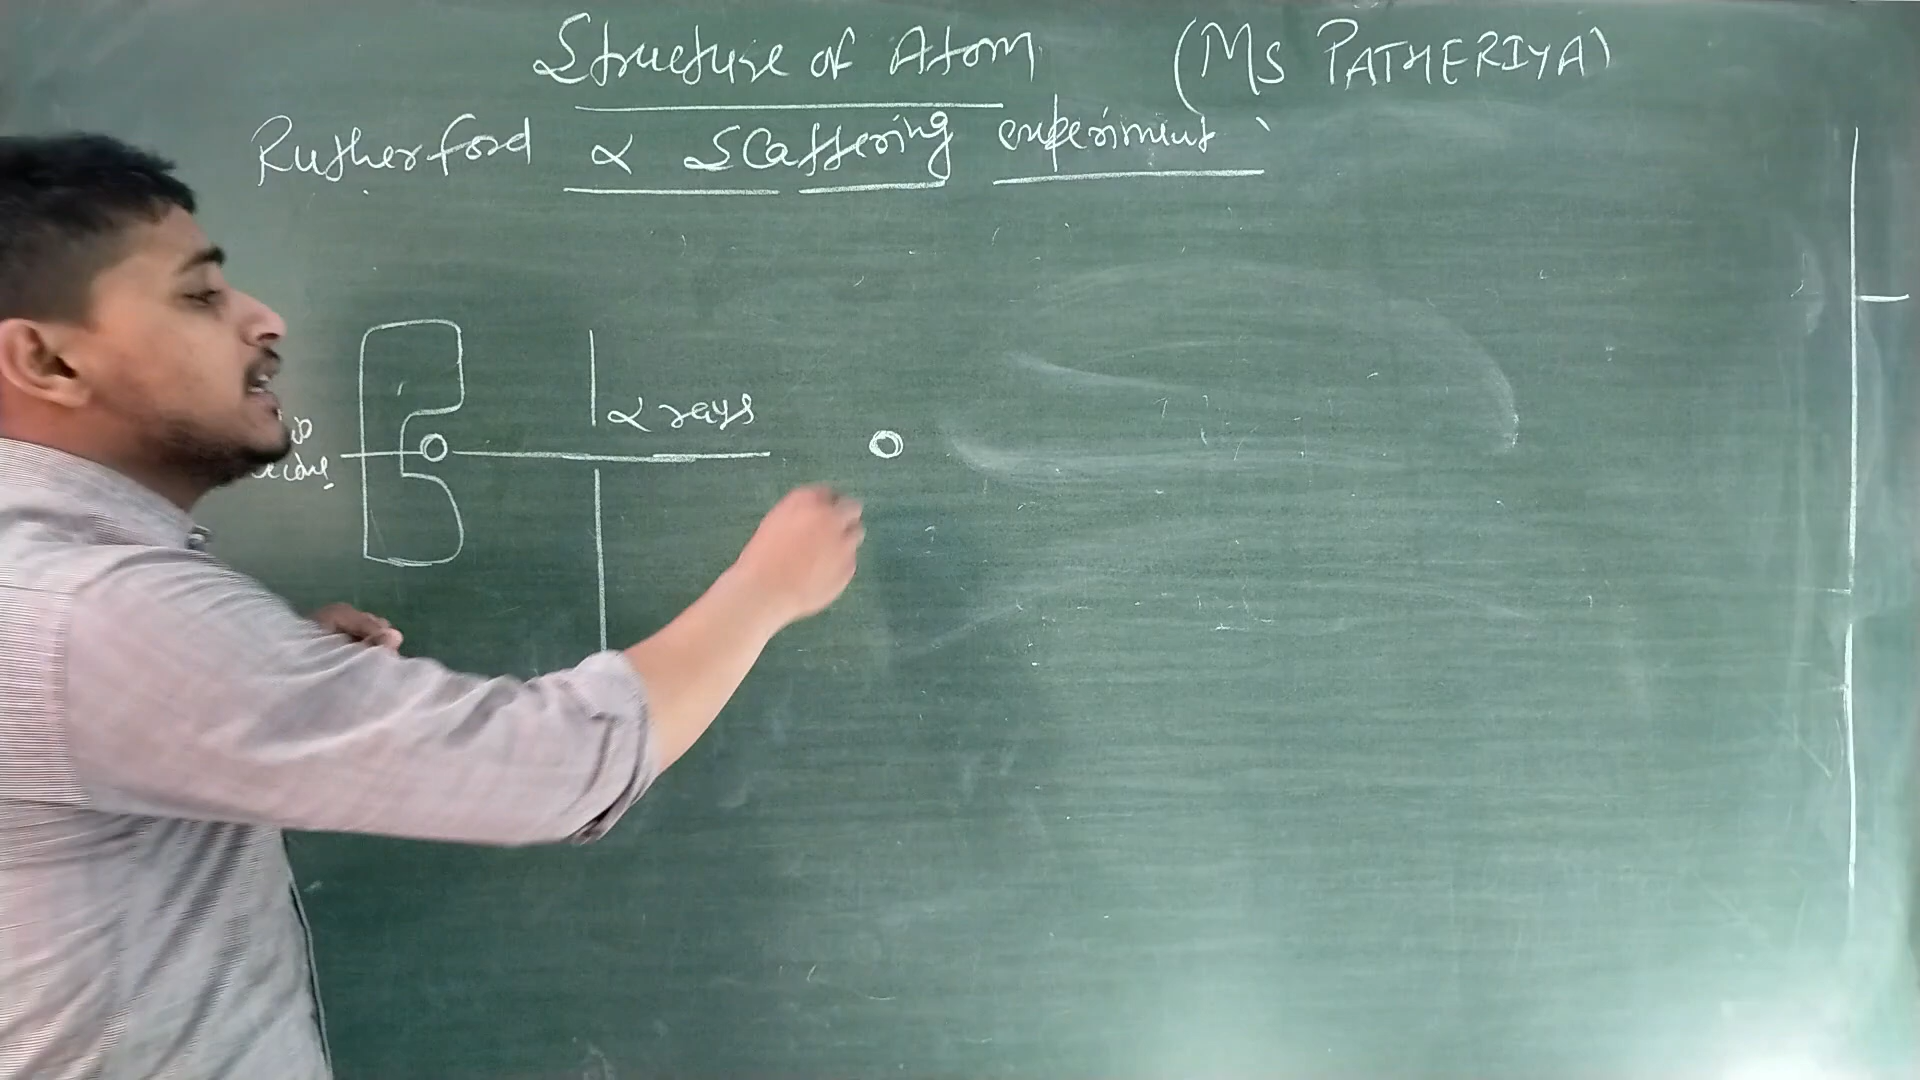 Structure of Atom (MS PATHERIYA)
Rutherford α Scattering experiment
α rays